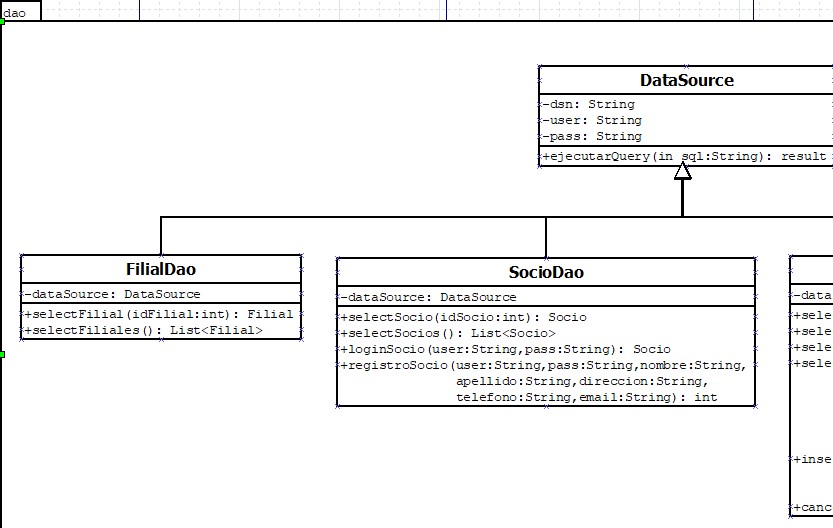 dao
DataSource
-dsn: String
-user: String
-pass: String
+ejecutarQuery(in sql:String): result
FilialDao
-dataSource: DataSource
+selectFilial(idFilial:int): Filial
+selectFiliales(): List<Filial>
SocioDao
-dataSource: DataSource
+selectSocio(idSocio:int): Socio
+selectSocios(): List<Socio>
+loginSocio(user:String,pass:String): Socio
+registroSocio(user:String,pass:String,nombre:String,
apellido:String,direccion:String,
telefono:String,email:String): int
-data
+sele
+sele
+sele
+sele
+inse
+canc